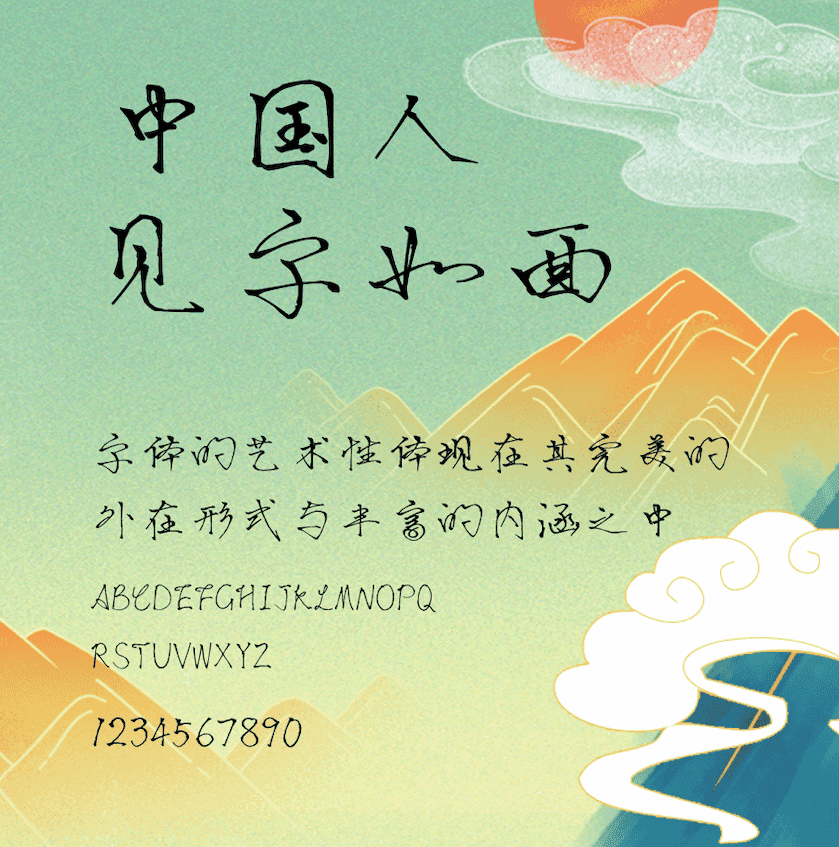 中国人
见字如画
字体的艺术性体现在其完美的
外在形式与丰富的内涵之中
ABCDEFGHIJKLMNOPQ
RSTUVWXYZ
1234567890